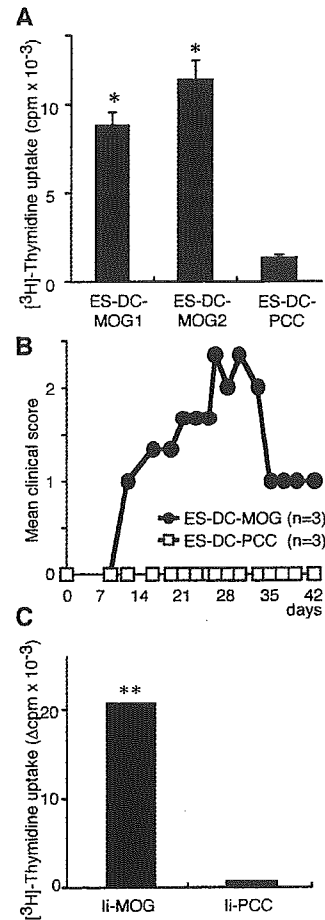 A
[³H]-Thymidine uptake (cpm x 10-3)
10
5
0
*
*
ES-DC-
MOG1
ES-DC-
MOG2
ES-DC-
PCC
B
Mean clinical score
2
1
0
ES-DC-MOG (n=3)
ES-DC-PCC (n=3)
0 7 14 21 28 35 42
days
C
[³H]-Thymidine uptake (Δcpm x 10-3)
20
10
0
**
li-MOG
li-PCC